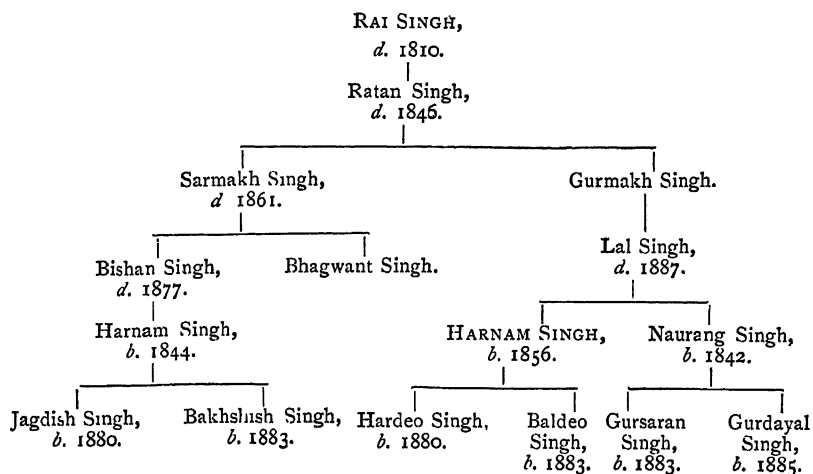 RAI SINGH,
d. 1810.
Ratan Singh,
d. 1846.
Sarmakh Singh,
d 1861.
Gurmakh Singh.
Bishan Singh,
d. 1877.
Bhagwant Singh.
Lal Singh,
d. 1887.
Harnam Singh,
b. 1844.
HARNAM SINGH,
b. 1856.
Naurang Singh,
b. 1842.
Jagdish Singh,
b. 1880.
Bakhshish Singh,
b. 1883.
Hardeo Singh,
b. 1880.
Baldeo
Singh,
b. 1883.
Gursaran
Singh,
b. 1883.
Gurdayal
Singh,
b. 1885.